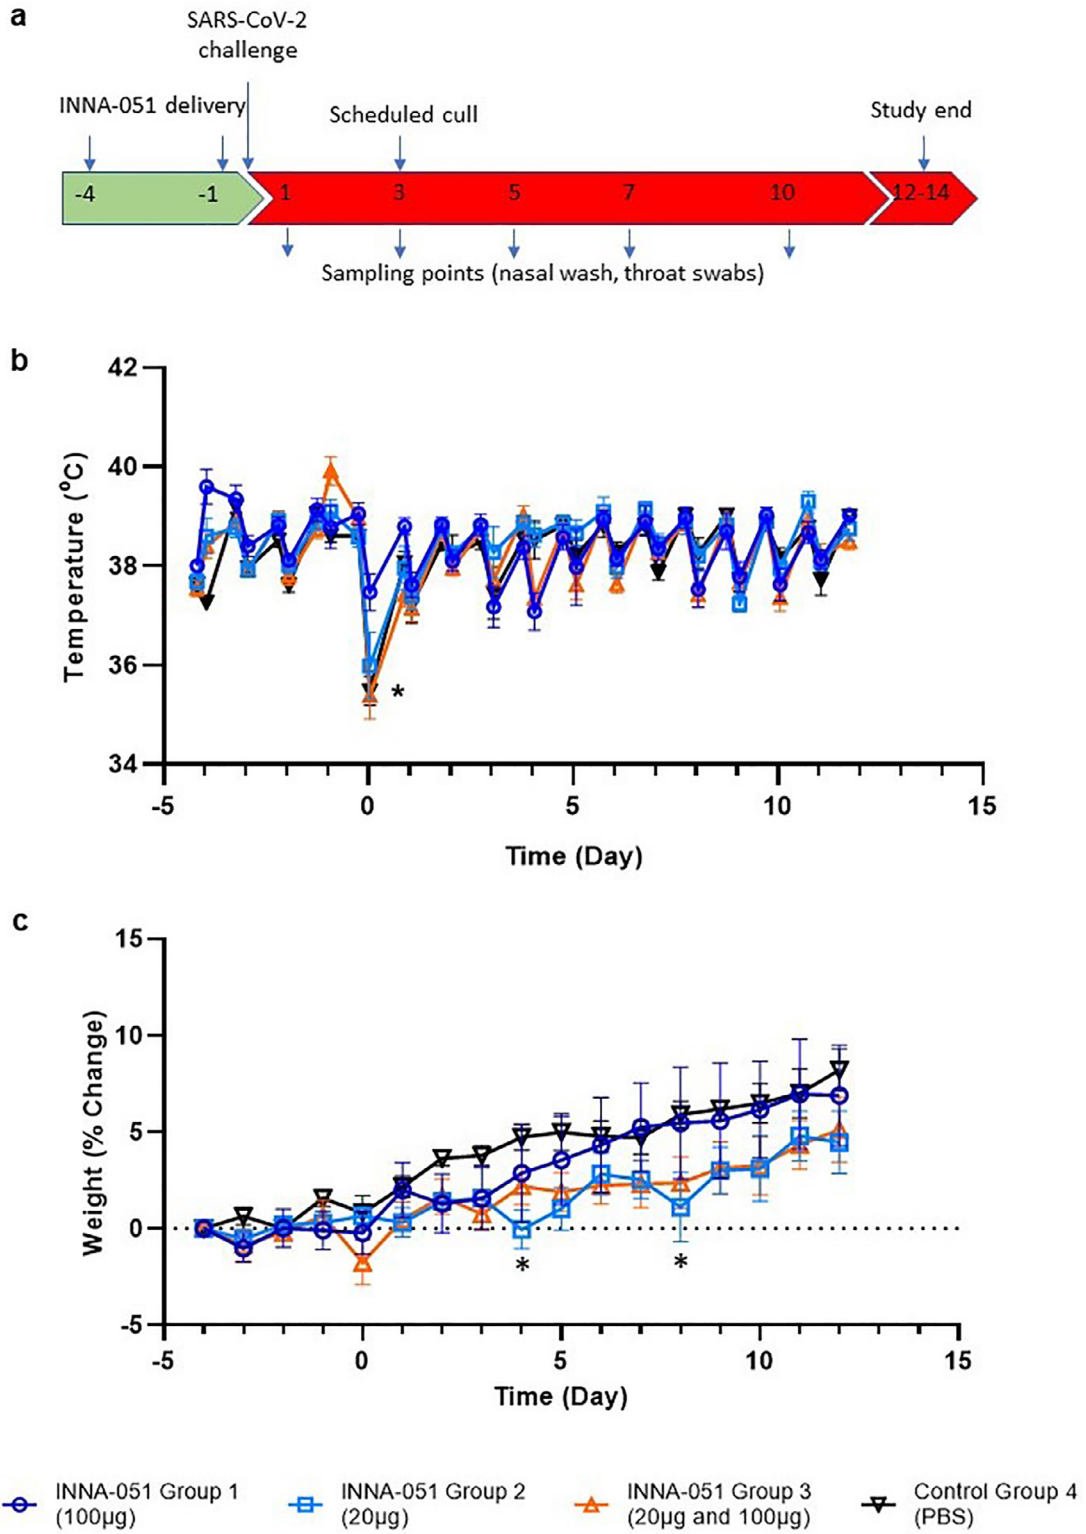 a
SARS-CoV-2
challenge
INNA-051 delivery
Scheduled cull
Study end
-4 -1 1 3 5 7 10 12-14
Sampling points (nasal wash, throat swabs)
b
42
40
38
36
34
Temperature (°C)
*
-5 0 5 10 15
Time (Day)
c
15
10
5
0
-5
Weight (% Change)
* *
-5 0 5 10 15
Time (Day)
INNA-051 Group 1
(100µg)
INNA-051 Group 2
(20µg)
INNA-051 Group 3
(20µg and 100µg)
Control Group 4
(PBS)